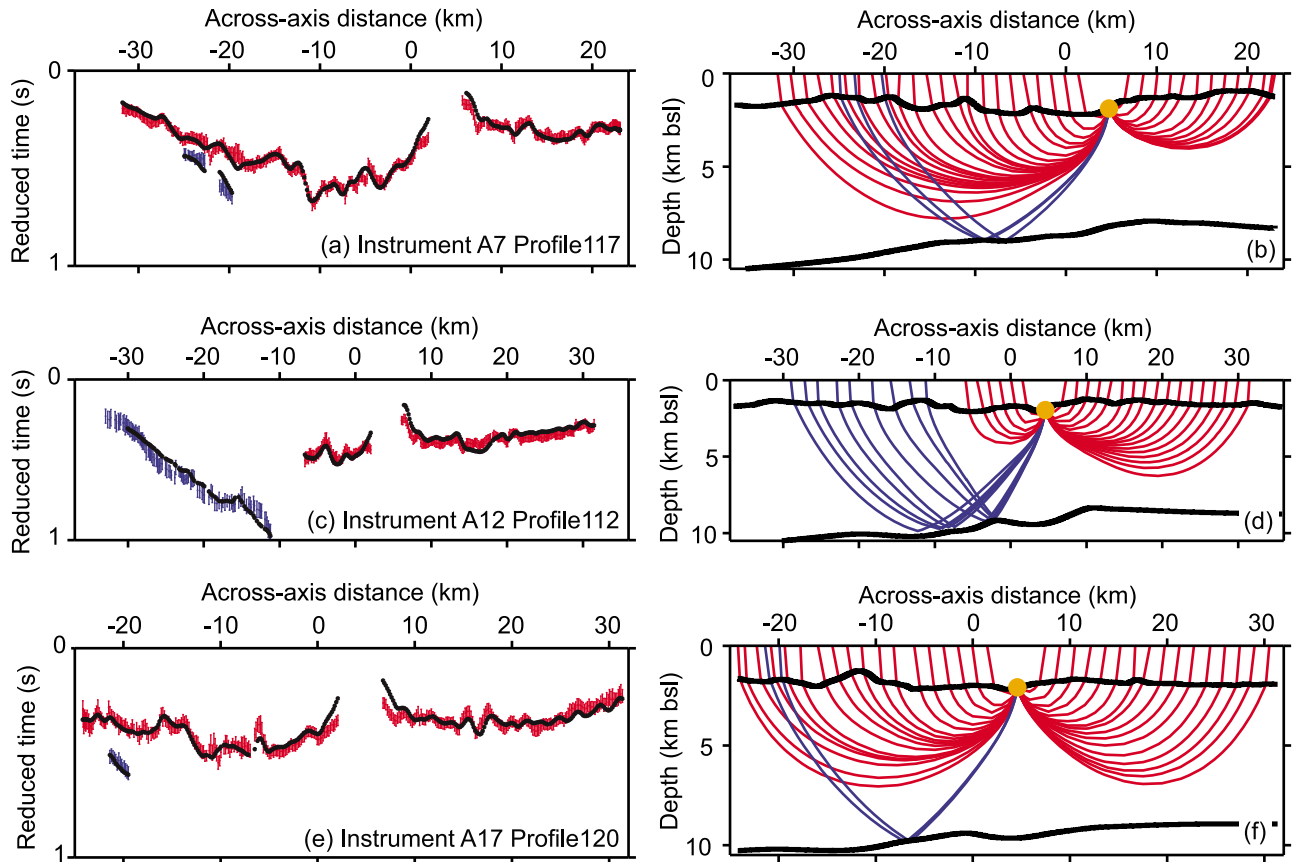 Across-axis distance (km)
-30 -20 -10 0 10 20
Reduced time (s)
0
1
(a) Instrument A7 Profile117
Across-axis distance (km)
-30 -20 -10 0 10 20
Depth (km bsl)
0
5
10
(b)
Across-axis distance (km)
-30 -20 -10 0 10 20 30
Reduced time (s)
0
1
(c) Instrument A12 Profile112
Across-axis distance (km)
-30 -20 -10 0 10 20 30
Depth (km bsl)
0
5
10
(d)
Across-axis distance (km)
-20 -10 0 10 20 30
Reduced time (s)
0
1
(e) Instrument A17 Profile120
Across-axis distance (km)
-20 -10 0 10 20 30
Depth (km bsl)
0
5
10
(f)